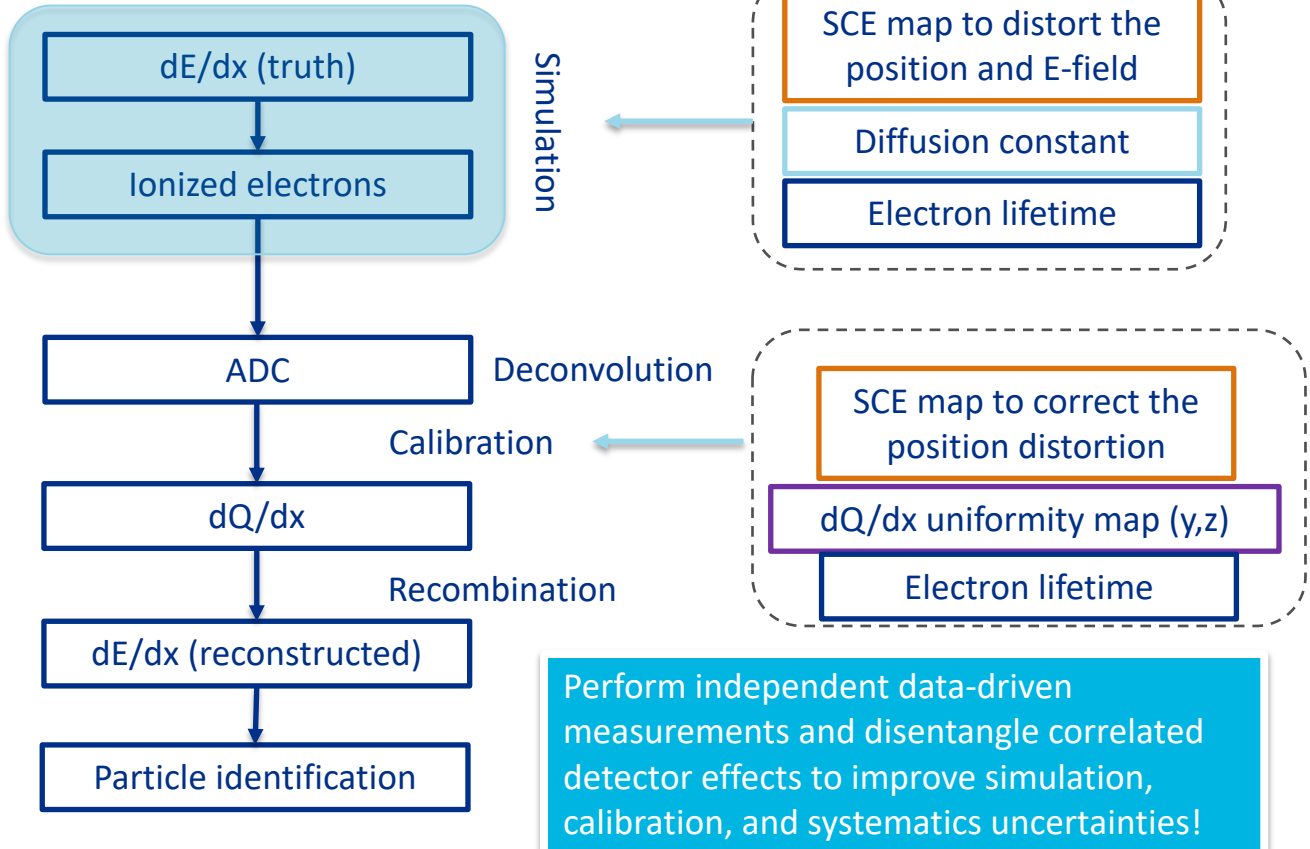 dE/dx (truth)
Ionized electrons
Simulation
SCE map to distort the
position and E-field
Diffusion constant
Electron lifetime
ADC
Deconvolution
Calibration
dQ/dx
Recombination
dE/dx (reconstructed)
Particle identification
SCE map to correct the
position distortion
dQ/dx uniformity map (y,z)
Electron lifetime
Perform independent data-driven
measurements and disentangle correlated
detector effects to improve simulation,
calibration, and systematics uncertainties!